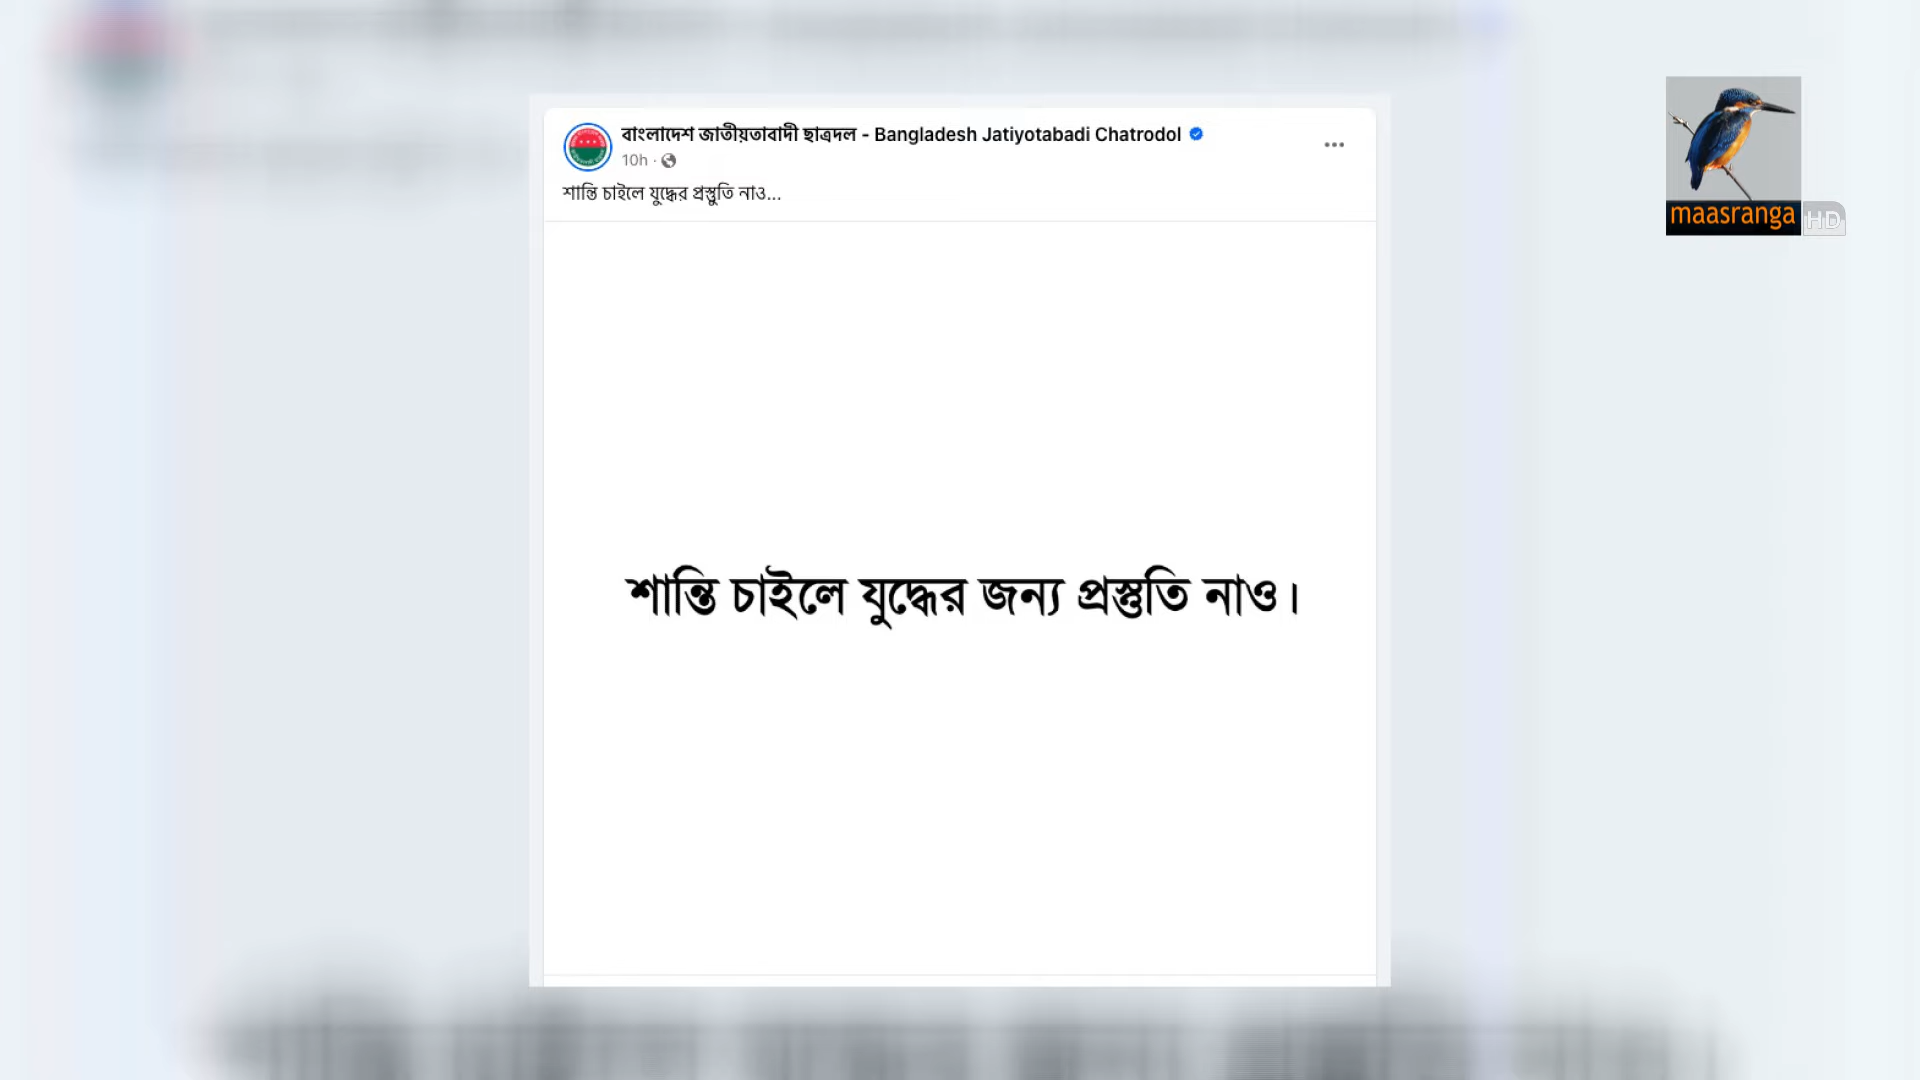 বাংলাদেশ জাতীয়তাবাদী ছাত্রদল - Bangladesh Jatiyotabadi Chatrodol
10h ·
শান্তি চাইলে যুদ্ধের প্রস্তুতি নাও...
শান্তি চাইলে যুদ্ধের জন্য প্রস্তুতি নাও।
maasranga HD